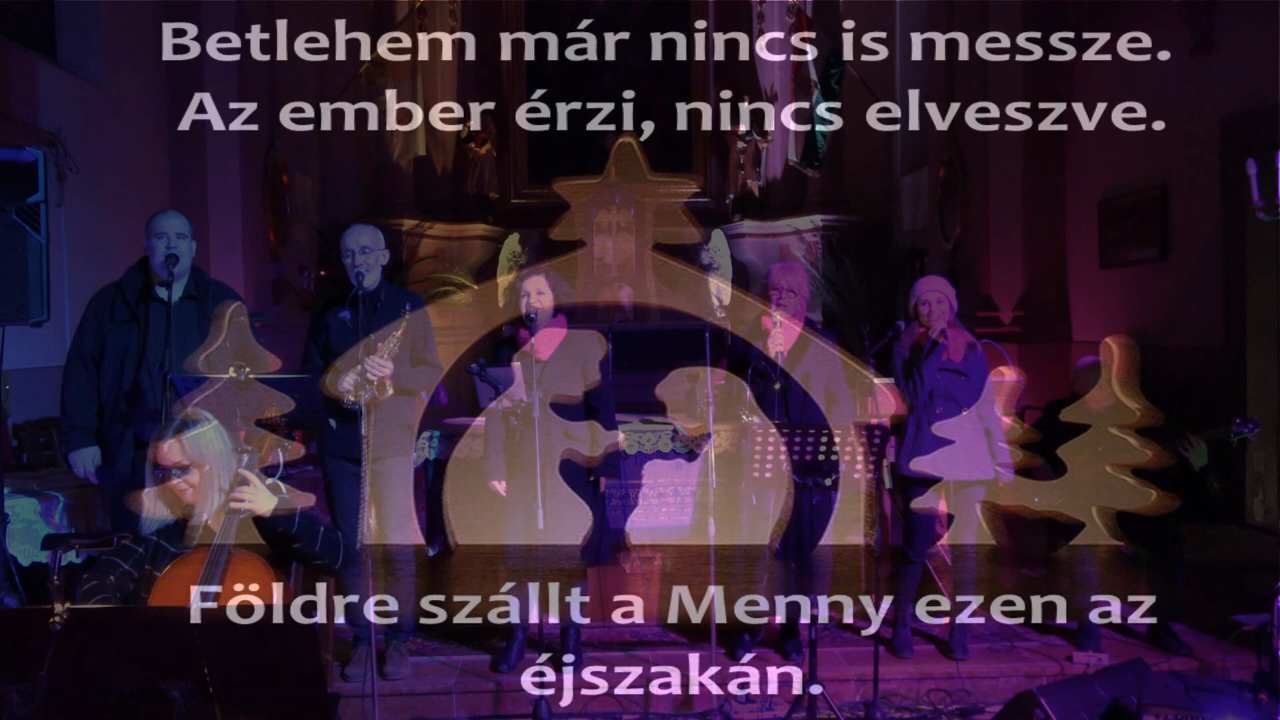 Betlehem már nincs is messze.
Az ember érzi, nincs elveszve.
Földre szállt a Menny ezen az
éjszakán.